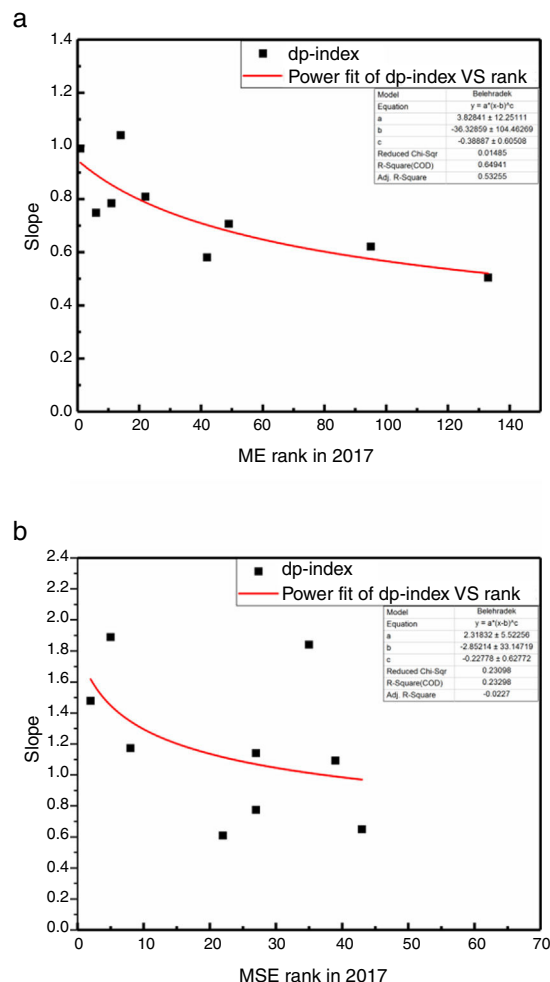 a
1.4
1.2
1.0
0.8
0.6
0.4
0.2
0.0
Slope
dp-index
Power fit of dp-index VS rank
Model Belehradek
Equation y = a*(x-b)^c
a 3.82841 ± 12.25111
b -36.32859 ± 104.46269
c -0.38887 ± 0.60508
Reduced Chi-Sqr 0.01485
R-Square(COD) 0.64941
Adj. R-Square 0.53255
0 20 40 60 80 100 120 140
ME rank in 2017
b
2.4
2.2
2.0
1.8
1.6
1.4
1.2
1.0
0.8
0.6
0.4
0.2
0.0
Slope
dp-index
Power fit of dp-index VS rank
Model Belehradek
Equation y = a*(x-b)^c
a 2.31832 ± 5.52256
b -2.85214 ± 33.14719
c -0.22778 ± 0.62772
Reduced Chi-Sqr 0.23098
R-Square(COD) 0.23298
Adj. R-Square -0.0227
0 10 20 30 40 50 60 70
MSE rank in 2017